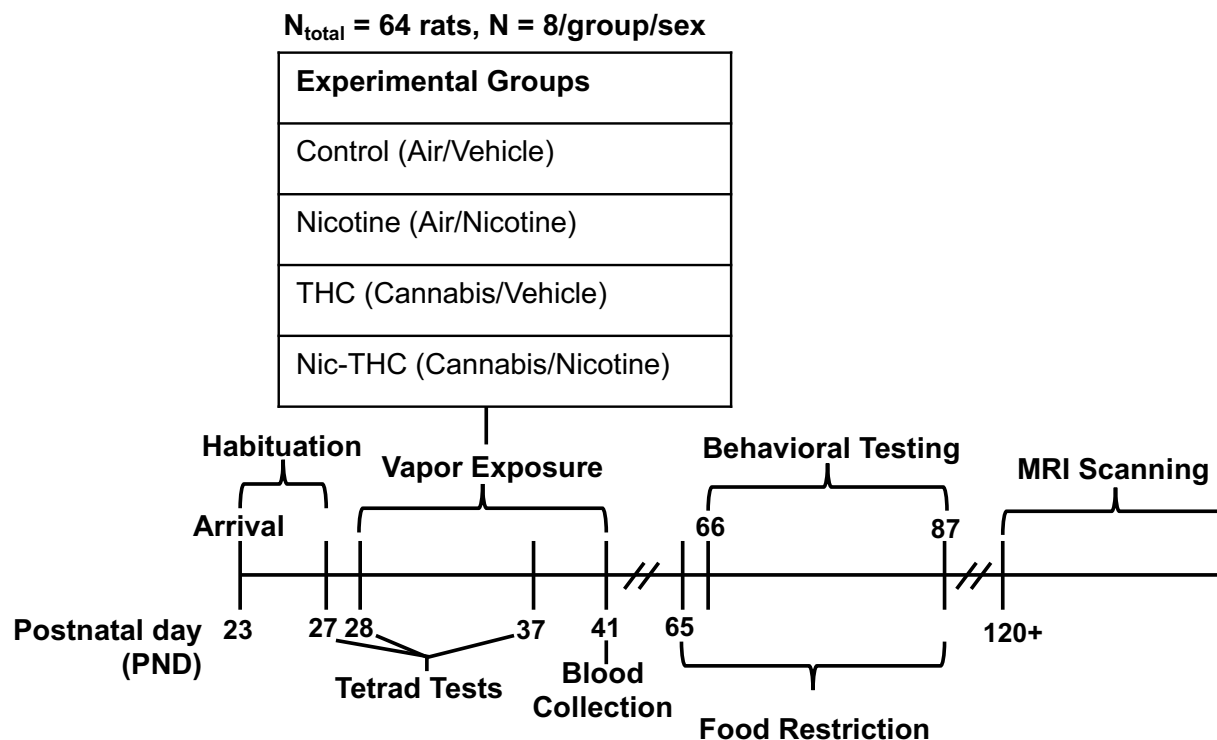 N_total = 64 rats, N = 8/group/sex
Experimental Groups
Control (Air/Vehicle)
Nicotine (Air/Nicotine)
THC (Cannabis/Vehicle)
Nic-THC (Cannabis/Nicotine)
Habituation
Vapor Exposure
Behavioral Testing
MRI Scanning
Arrival
66
87
Postnatal day
(PND)
23
27
28
37
41
65
120+
Tetrad Tests
Blood
Collection
Food Restriction